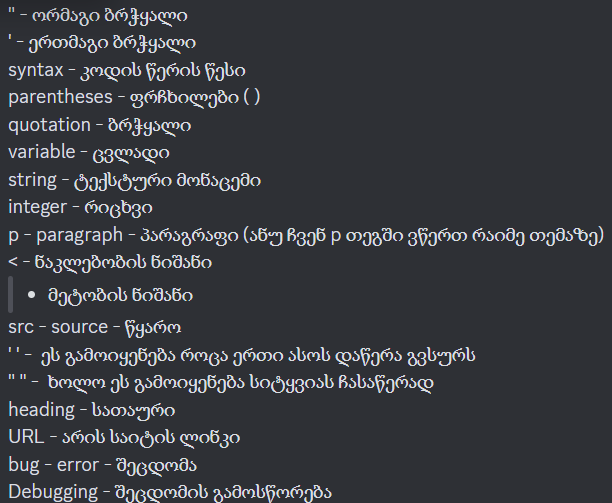 " - ორმაგი ბრჭყალი
' - ერთმაგი ბრჭყალი
syntax - კოდის წერის წესი
parentheses - ფრჩხილები ( )
quotation - ბრჭყალი
variable - ცვლადი
string - ტექსტური მონაცემი
integer - რიცხვი
p - paragraph - პარაგრაფი (ანუ ჩვენ p თეგში ვწერთ რაიმე თემაზე)
< - ნაკლებობის ნიშანი
• მეტობის ნიშანი
src - source - წყარო
' ' - ეს გამოიყენება როცა ერთი ასოს დაწერა გვსურს
" " - ხოლო ეს გამოიყენება სიტყვიას ჩასაწერად
heading - სათაური
URL - არის საიტის ლინკი
bug - error - შეცდომა
Debugging - შეცდომის გამოსწორება